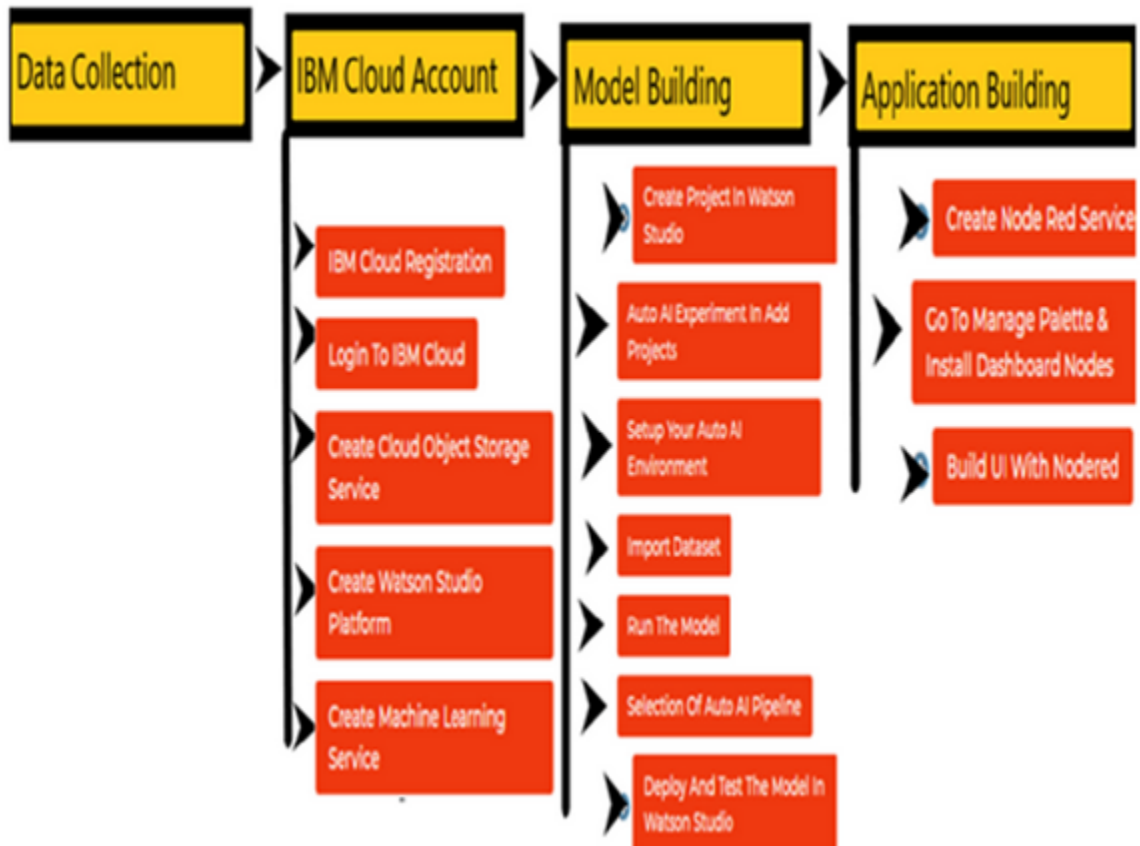 Data Collection
IBM Cloud Account
Model Building
Application Building
IBM Cloud Registration
Login To IBM Cloud
Create Cloud Object Storage
Service
Create Watson Studio
Platform
Create Machine Learning
Service
Create Project In Watson
Studio
Auto AI Experiment In Add
Projects
Setup Your Auto AI
Environment
Import Dataset
Run The Model
Selection Of Auto AI Pipeline
Deploy And Test The Model In
Watson Studio
Create Node Red Service
Go To Manage Palette &
Install Dashboard Nodes
Build UI With Nodered